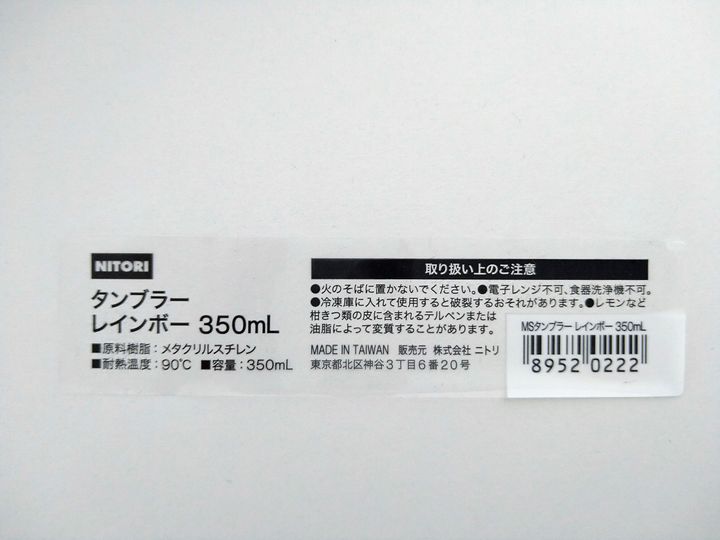 NITORI
タンブラー
レインボー 350mL
■原料樹脂：メタクリルスチレン
■耐熱温度：90℃ ■容量：350mL
取り扱い上のご注意
●火のそばに置かないでください。●電子レンジ不可、食器洗浄機不可。
●冷凍庫に入れて使用すると破裂するおそれがあります。●レモンなど
柑きつ類の皮に含まれるテルペンまたは
油脂によって変質することがあります。
MADE IN TAIWAN 販売元 株式会社 ニトリ
東京都北区神谷3丁目6番20号
MSタンブラー レインボー 350mL
8952 0222